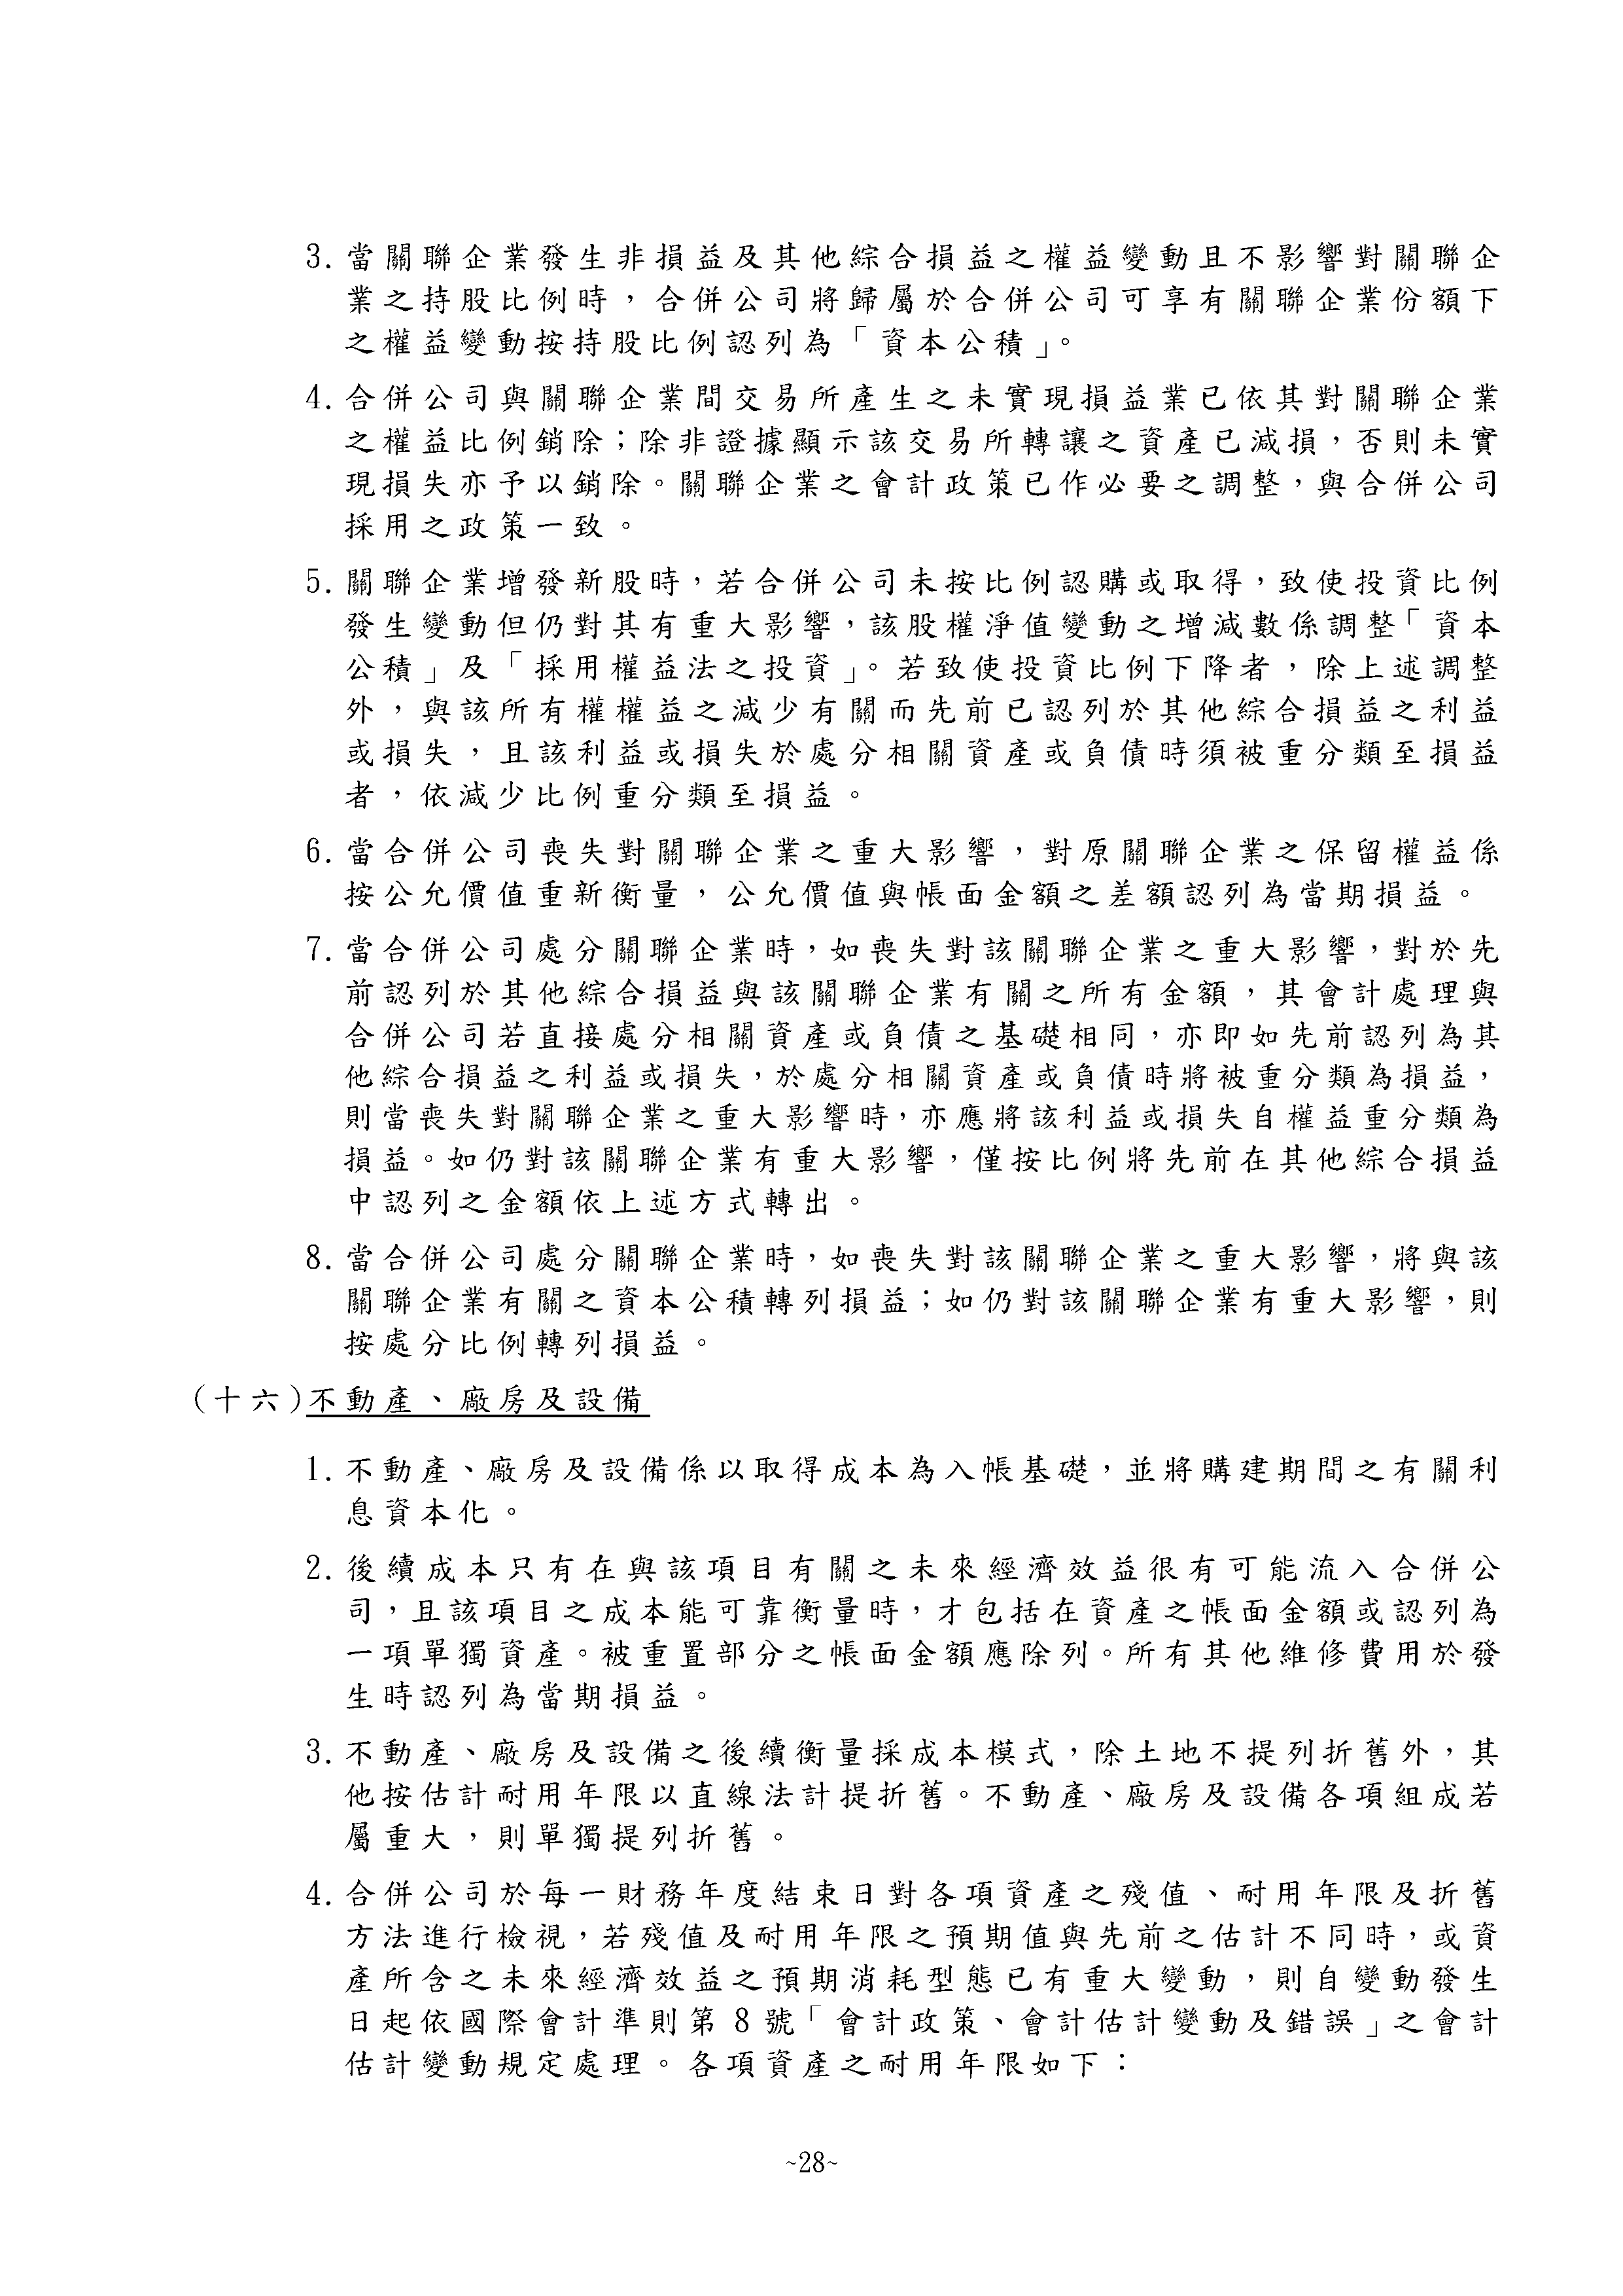 3. 當關聯企業發生非損益及其他綜合損益之權益變動且不影響對關聯企
業之持股比例時，合併公司將歸屬於合併公司可享有關聯企業份額下
之權益變動按持股比例認列為「資本公積」。
4. 合併公司與關聯企業間交易所產生之未實現損益業已依其對關聯企業
之權益比例銷除；除非證據顯示該交易所轉讓之資產已減損，否則未實
現損失亦予以銷除。關聯企業之會計政策已作必要之調整，與合併公司
採用之政策一致。
5. 關聯企業增發新股時，若合併公司未按比例認購或取得，致使投資比例
發生變動但仍對其有重大影響，該股權淨值變動之增減數係調整「資本
公積」及「採用權益法之投資」。若致使投資比例下降者，除上述調整
外，與該所有權權益之減少有關而先前已認列於其他綜合損益之利益
或損失，且該利益或損失於處分相關資產或負債時須被重分類至損益
者，依減少比例重分類至損益。
6. 當合併公司喪失對關聯企業之重大影響，對原關聯企業之保留權益係
按公允價值重新衡量，公允價值與帳面金額之差額認列為當期損益。
7. 當合併公司處分關聯企業時，如喪失對該關聯企業之重大影響，對於先
前認列於其他綜合損益與該關聯企業有關之所有金額，其會計處理與
合併公司若直接處分相關資產或負債之基礎相同，亦即如先前認列為其
他綜合損益之利益或損失，於處分相關資產或負債時將被重分類為損益，
則當喪失對關聯企業之重大影響時，亦應將該利益或損失自權益重分類為
損益。如仍對該關聯企業有重大影響，僅按比例將先前在其他綜合損益
中認列之金額依上述方式轉出。
8. 當合併公司處分關聯企業時，如喪失對該關聯企業之重大影響，將與該
關聯企業有關之資本公積轉列損益；如仍對該關聯企業有重大影響，則
按處分比例轉列損益。
(十六)不動產、廠房及設備
1. 不動產、廠房及設備係以取得成本為入帳基礎，並將購建期間之有關利
息資本化。
2. 後續成本只有在與該項目有關之未來經濟效益很有可能流入合併公
司，且該項目之成本能可靠衡量時，才包括在資產之帳面金額或認列為
一項單獨資產。被重置部分之帳面金額應除列。所有其他維修費用於發
生時認列為當期損益。
3. 不動產、廠房及設備之後續衡量採成本模式，除土地不提列折舊外，其
他按估計耐用年限以直線法計提折舊。不動產、廠房及設備各項組成若
屬重大，則單獨提列折舊。
4. 合併公司於每一財務年度結束日對各項資產之殘值、耐用年限及折舊
方法進行檢視，若殘值及耐用年限之預期值與先前之估計不同時，或資
產所含之未來經濟效益之預期消耗型態已有重大變動，則自變動發生
日起依國際會計準則第 8 號「會計政策、會計估計變動及錯誤」之會計
估計變動規定處理。各項資產之耐用年限如下：
~28~